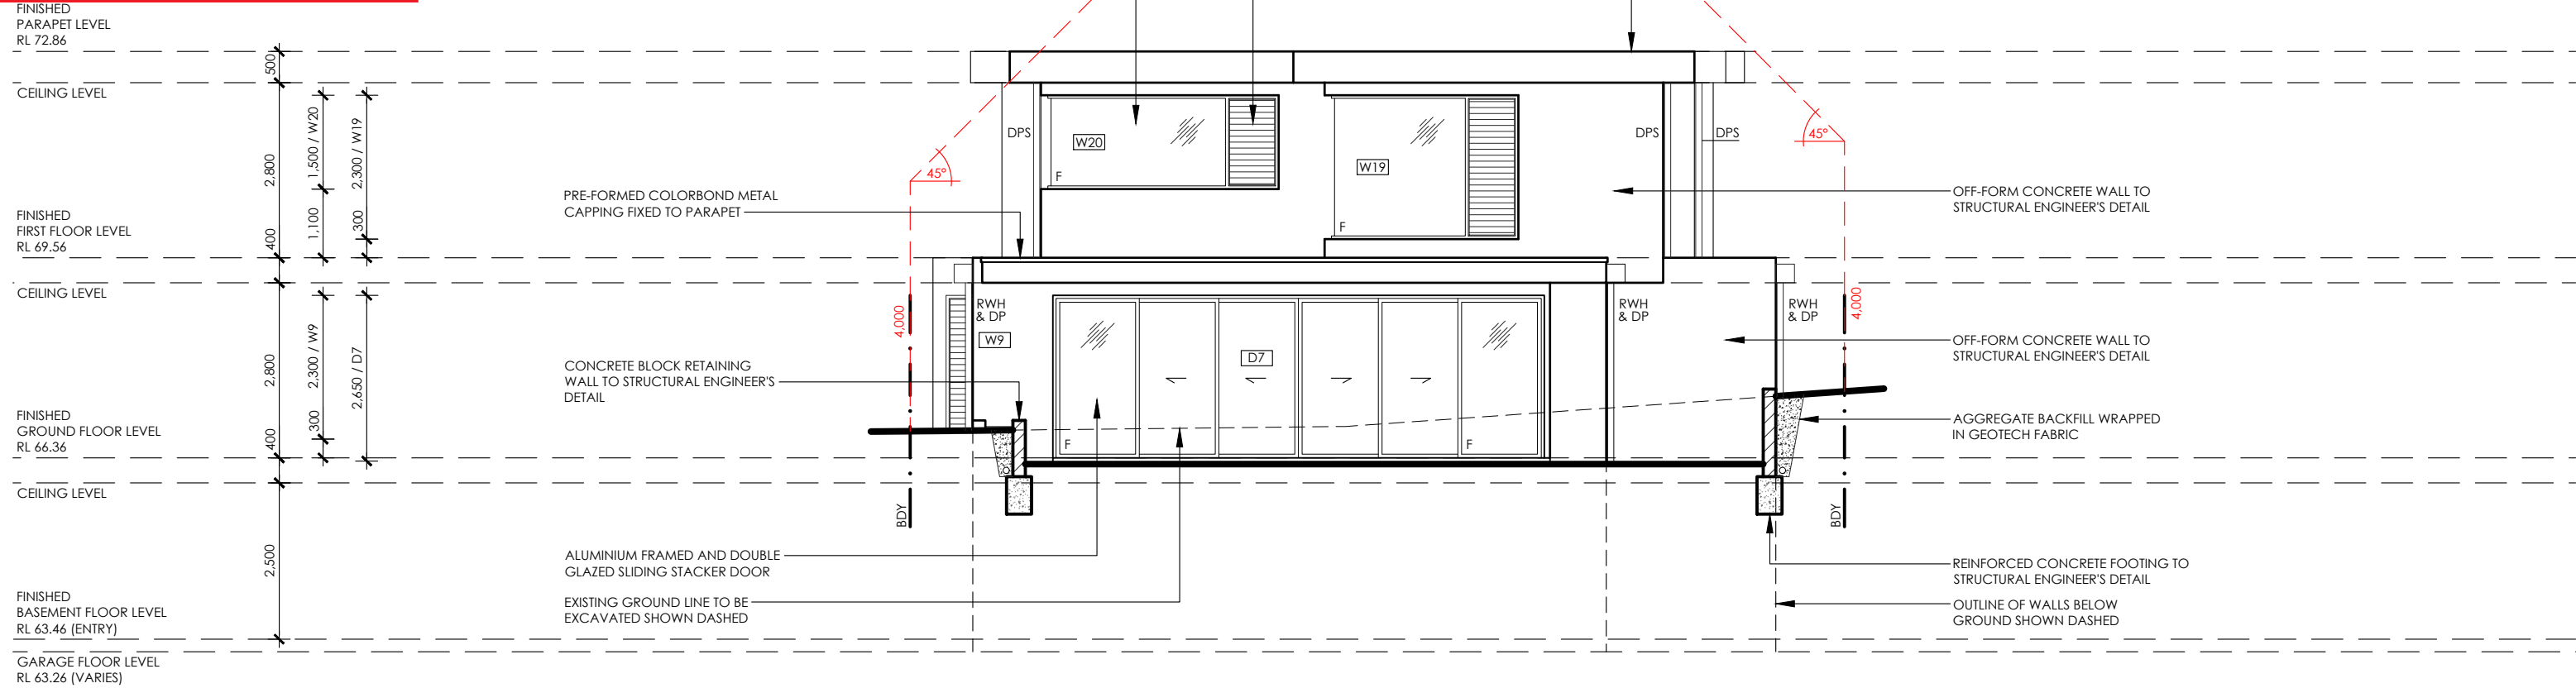 FINISHED
PARAPET LEVEL
RL 72.86
500
CEILING LEVEL
2,800
1,500 / W20
1,100
2,300 / W19
300
FINISHED
FIRST FLOOR LEVEL
RL 69.56
400
CEILING LEVEL
2,800
2,300 / W9
300
2,650 / D7
FINISHED
GROUND FLOOR LEVEL
RL 66.36
400
CEILING LEVEL
2,500
FINISHED
BASEMENT FLOOR LEVEL
RL 63.46 (ENTRY)
GARAGE FLOOR LEVEL
RL 63.26 (VARIES)
PRE-FORMED COLORBOND METAL
CAPPING FIXED TO PARAPET
CONCRETE BLOCK RETAINING
WALL TO STRUCTURAL ENGINEER'S
DETAIL
ALUMINIUM FRAMED AND DOUBLE
GLAZED SLIDING STACKER DOOR
EXISTING GROUND LINE TO BE
EXCAVATED SHOWN DASHED
45°
4,000
BDY
DPS
W20
F
W19
F
DPS
DPS
45°
RWH
& DP
W9
D7
F
F
RWH
& DP
RWH
& DP
4,000
BDY
OFF-FORM CONCRETE WALL TO
STRUCTURAL ENGINEER'S DETAIL
OFF-FORM CONCRETE WALL TO
STRUCTURAL ENGINEER'S DETAIL
AGGREGATE BACKFILL WRAPPED
IN GEOTECH FABRIC
REINFORCED CONCRETE FOOTING TO
STRUCTURAL ENGINEER'S DETAIL
OUTLINE OF WALLS BELOW
GROUND SHOWN DASHED